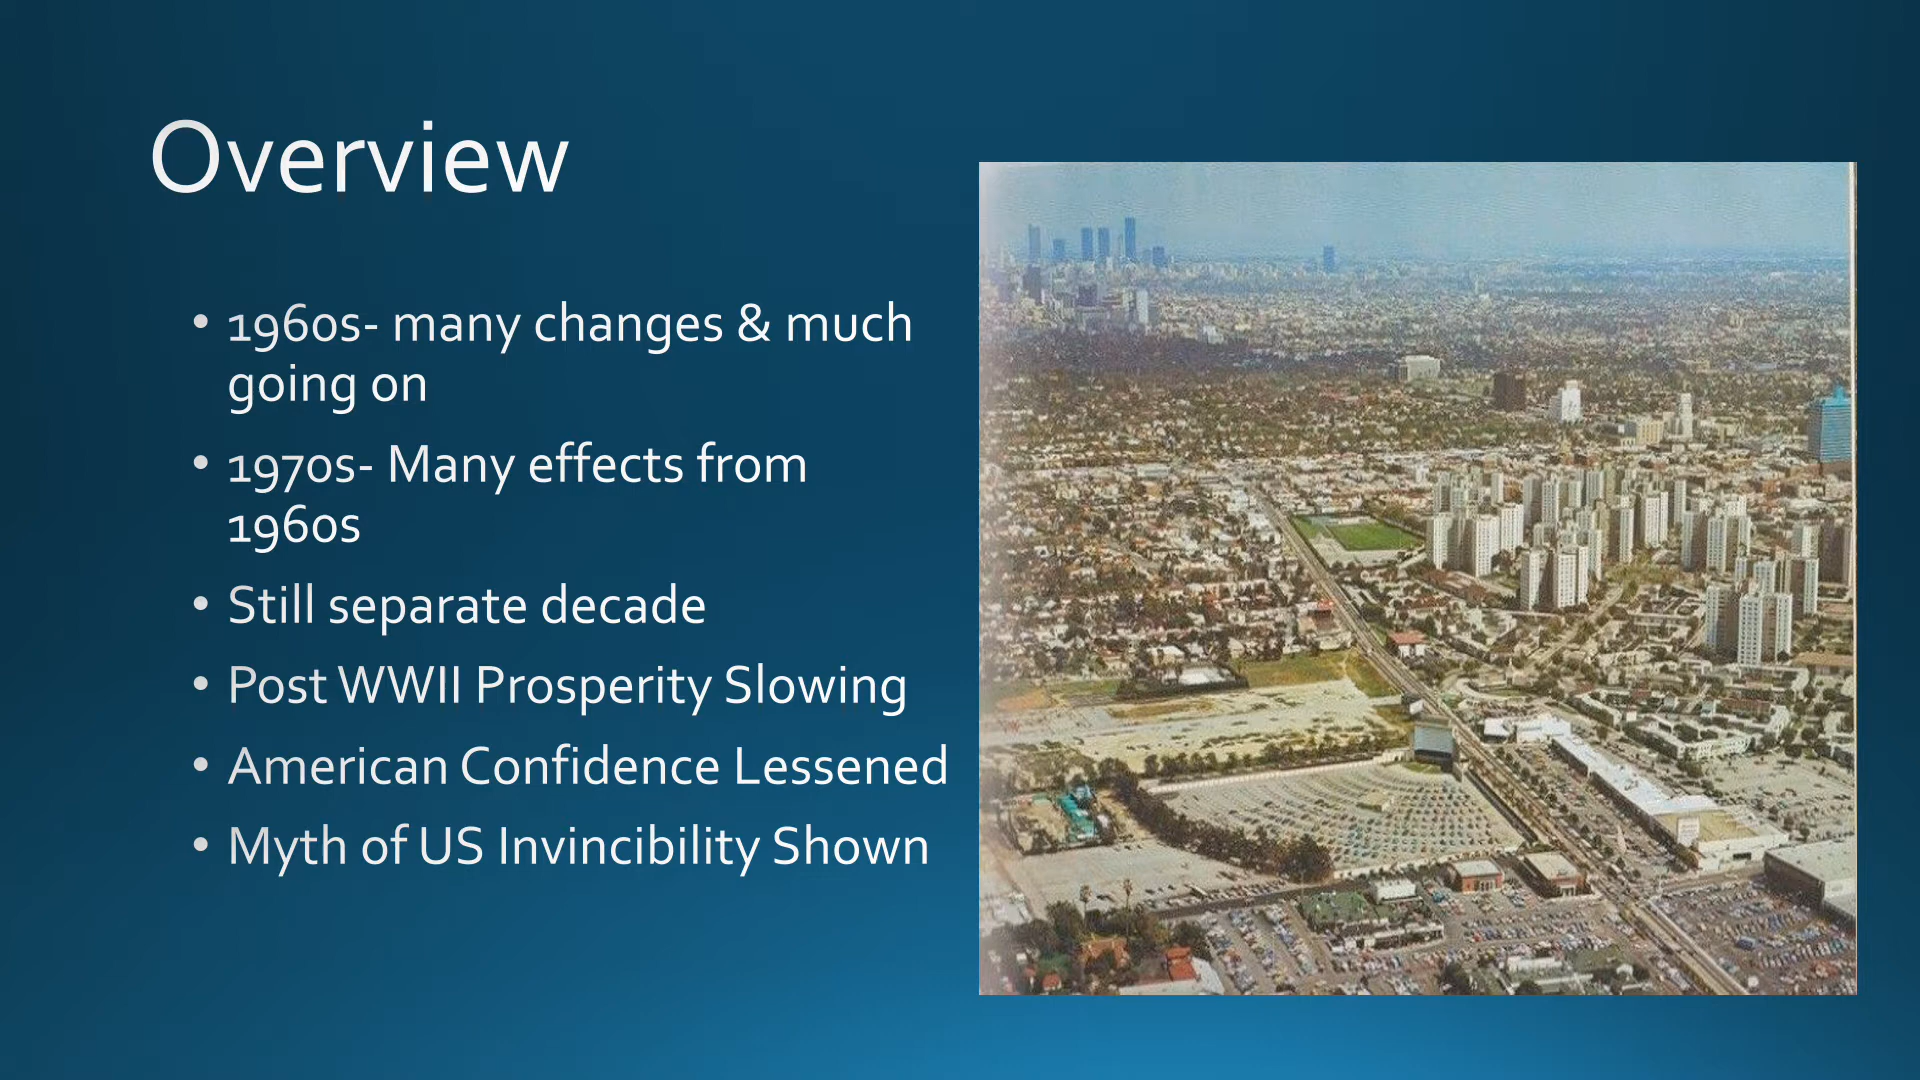 Overview
• 1960s- many changes & much
going on
• 1970s- Many effects from
1960s
• Still separate decade
• Post WWII Prosperity Slowing
• American Confidence Lessened
• Myth of US Invincibility Shown